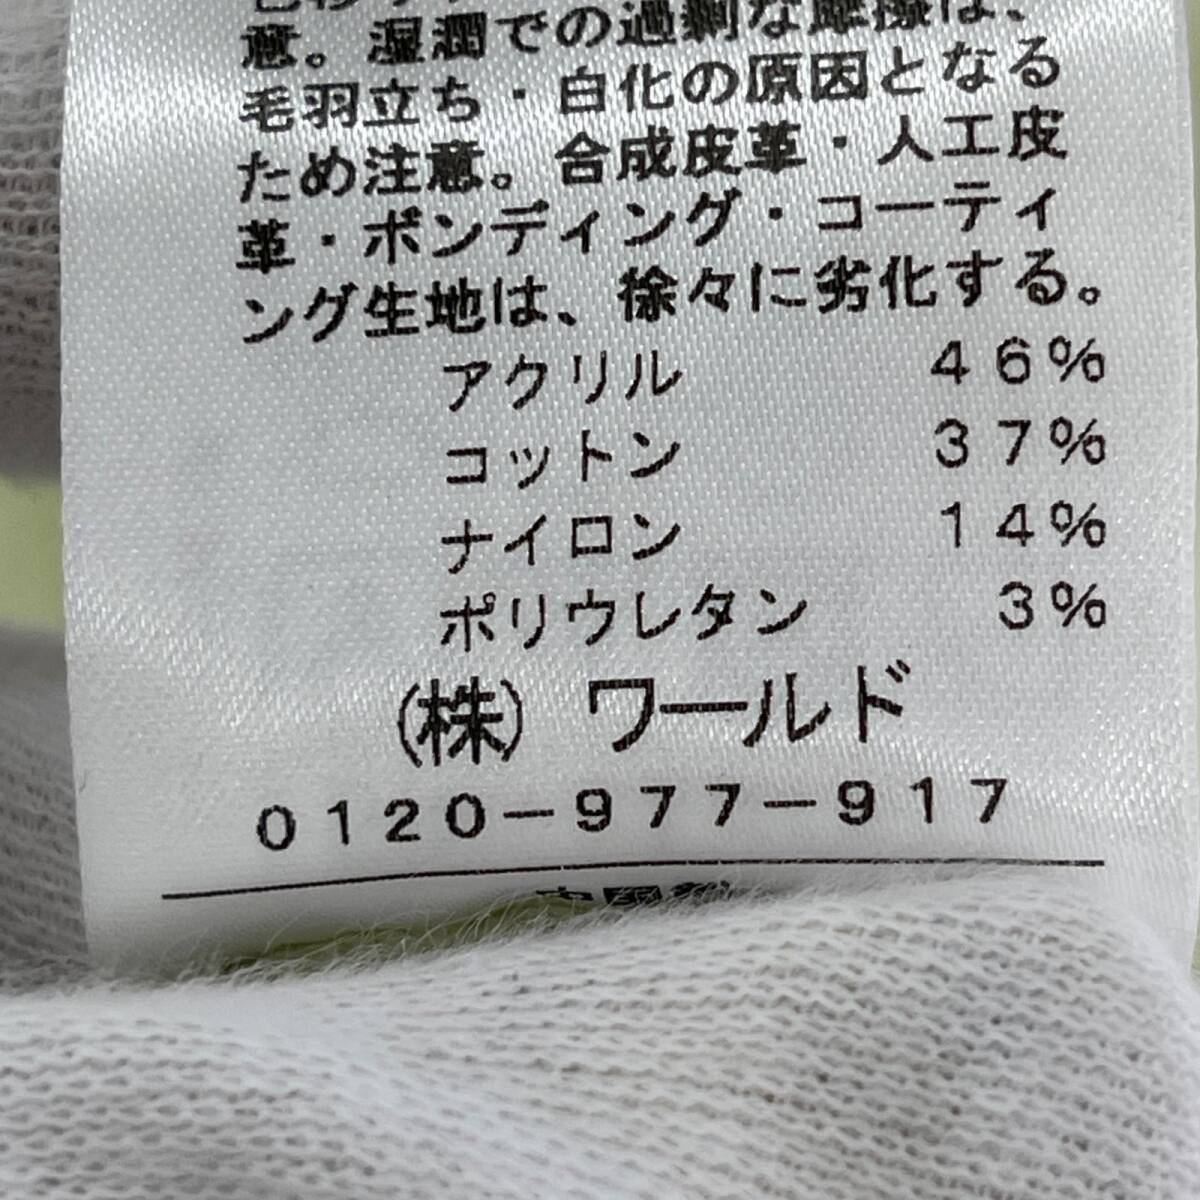 意。湿潤での過剰な摩擦は、
毛羽立ち・白化の原因となる
ため注意。合成皮革・人工皮
革・ボンディング・コーティ
ング生地は、徐々に劣化する。
アクリル 46%
コットン 37%
ナイロン 14%
ポリウレタン 3%
(株) ワールド
0120-977-917